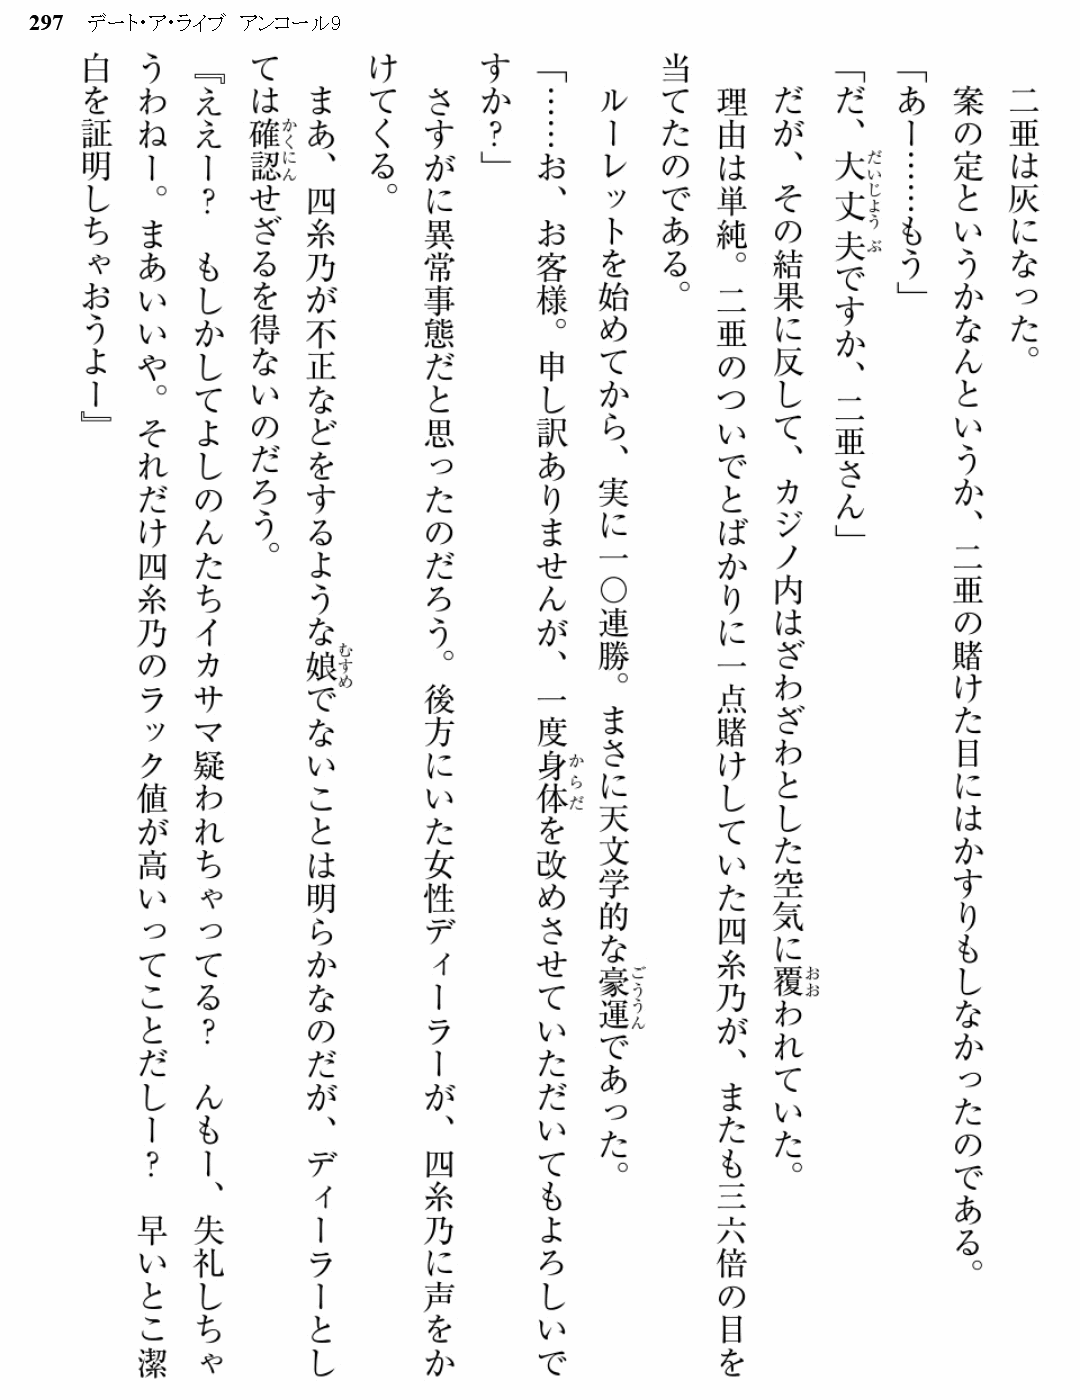 297 デート・ア・ライブ アンコール9
二亜は灰になった。
案の定というかなんというか、二亜の賭けた目にはかすりもしなかったのである。
「あー……もう」
「だ、大丈夫ですか、二亜さん」
だが、その結果に反して、カジノ内はざわざわとした空気に覆われていた。
理由は単純。二亜のついでとばかりに一点賭けしていた四糸乃が、またも三六倍の目を
当てたのである。
ルーレットを始めてから、実に一〇連勝。まさに天文学的な豪運であった。
「……お、お客様。申し訳ありませんが、一度身体を改めさせていただいてもよろしいで
すか？」
さすがに異常事態だと思ったのだろう。後方にいた女性ディーラーが、四糸乃に声をか
けてくる。
まあ、四糸乃が不正などをするような娘でないことは明らかなのだが、ディーラーとし
ては確認せざるを得ないのだろう。
『ええー？　もしかしてよしのんたちイカサマ疑われちゃってる？　んもー、失礼しちゃ
うわねー。まあいいや。それだけ四糸乃のラック値が高いってことだしー？　早いとこ潔
白を証明しちゃおうよー』